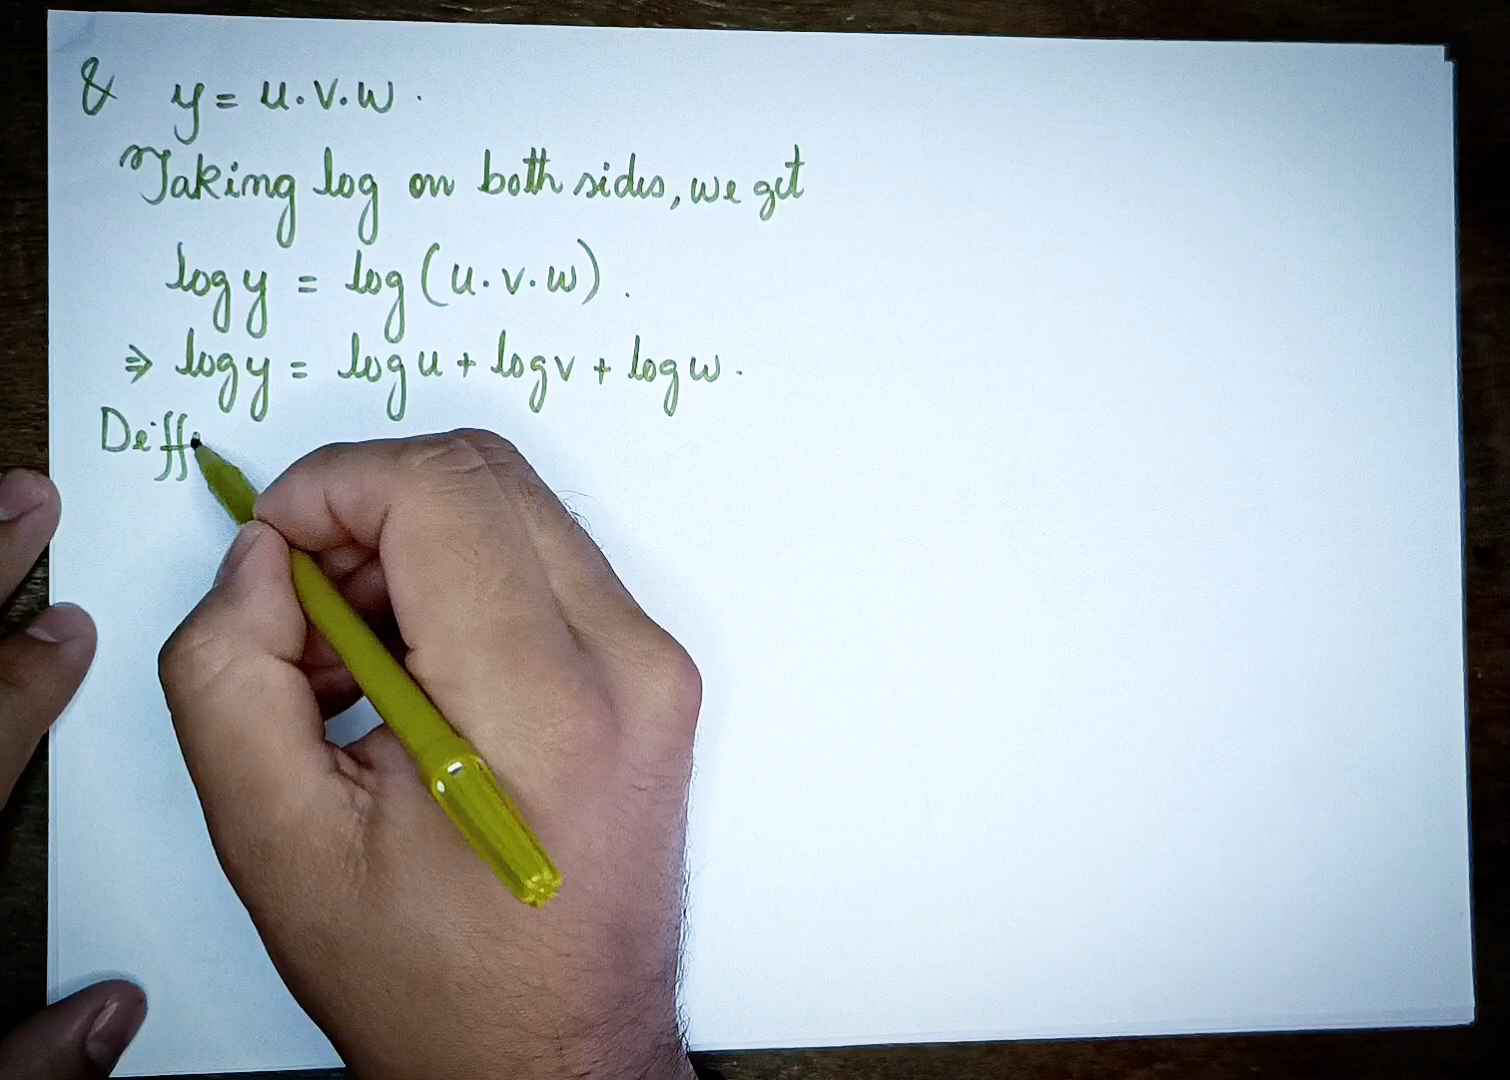 & y = u.v.w.
Taking log on both sides, we get
log y = log (u.v.w).
⇒ log y = log u + log v + log w.
Diff